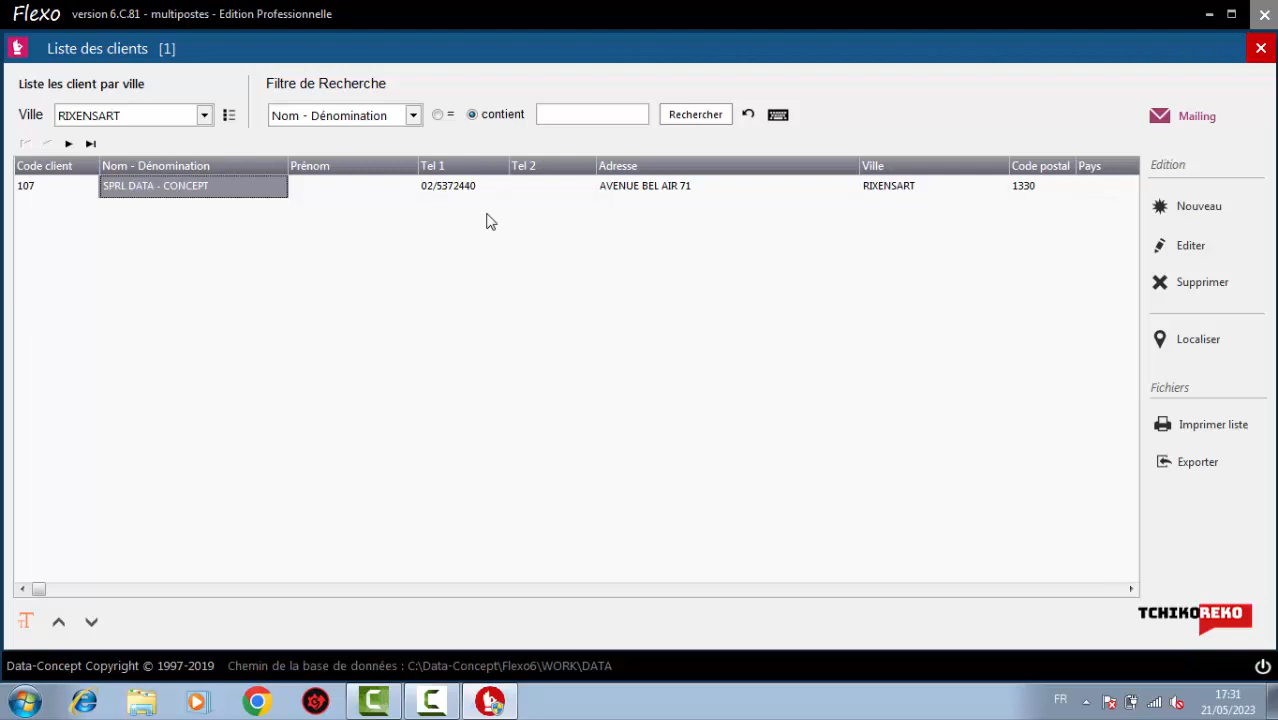 Flexo version 6.C.81 - multipostes - Edition Professionnelle
Liste des clients [1]
Liste les client par ville
Filtre de Recherche
Ville RIXENSART
Nom - Dénomination = contient Rechercher
Mailing
Code client Nom - Dénomination Prénom Tel 1 Tel 2 Adresse Ville Code postal Pays
107 SPRL DATA - CONCEPT 02/5372440 AVENUE BEL AIR 71 RIXENSART 1330
Edition
Nouveau
Editer
Supprimer
Localiser
Fichiers
Imprimer liste
Exporter
TCHIKOREKO
Data-Concept Copyright © 1997-2019 Chemin de la base de données : C:\Data-Concept\Flexo6\WORK\DATA
FR
17:31
21/05/2023